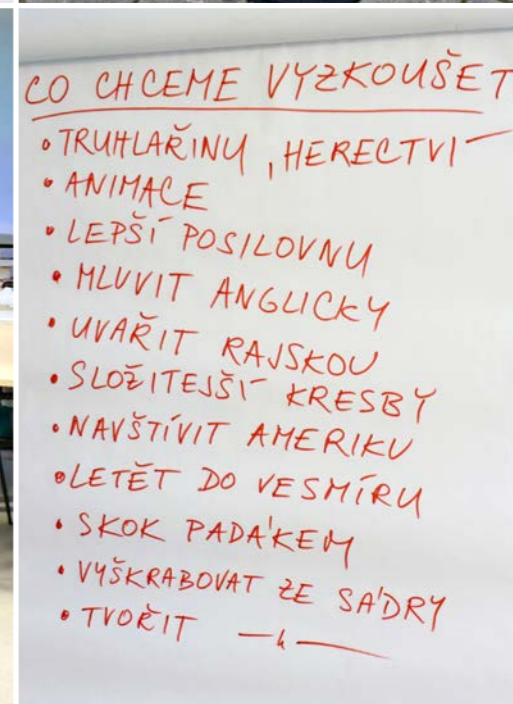 CO CHCEME VYZKOUŠET
• TRUHLAŘINU, HERECTVÍ
• ANIMACE
• LEPŠÍ POSILOVNU
• MLUVIT ANGLICKY
• UVAŘIT RAJSKOU
• SLOŽITEJŠÍ KRESBY
• NAVŠTÍVIT AMERIKU
• LETĚT DO VESMÍRU
• SKOK PADÁKEM
• VYŠKRABOVAT ZE SÁDRY
• TVOŘIT —〃—